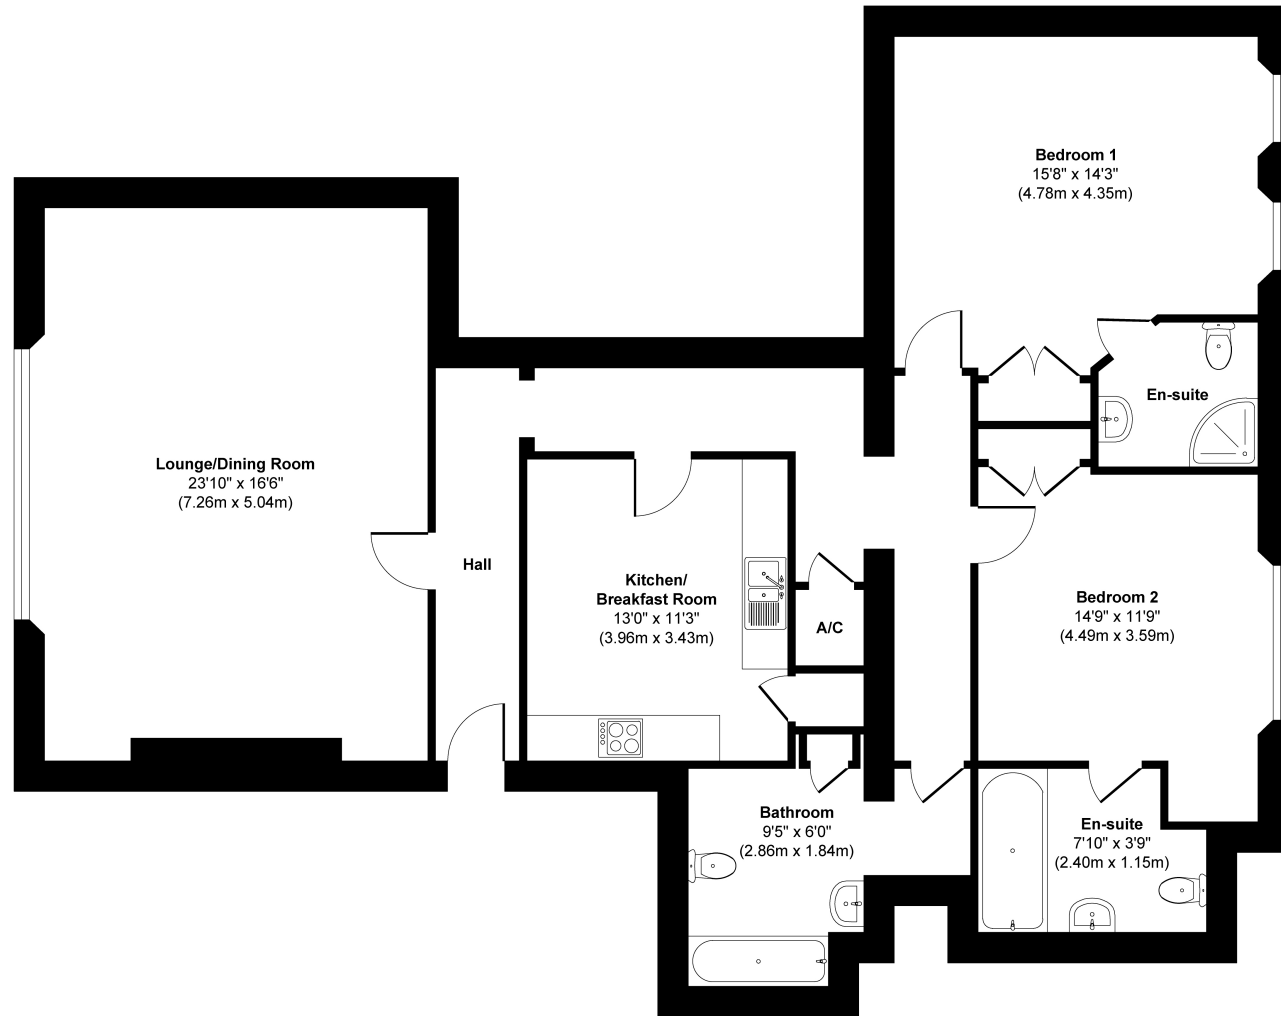 Bedroom 1
15'8" x 14'3"
(4.78m x 4.35m)
En-suite
Lounge/Dining Room
23'10" x 16'6"
(7.26m x 5.04m)
Hall
Kitchen/
Breakfast Room
13'0" x 11'3"
(3.96m x 3.43m)
A/C
Bedroom 2
14'9" x 11'9"
(4.49m x 3.59m)
Bathroom
9'5" x 6'0"
(2.86m x 1.84m)
En-suite
7'10" x 3'9"
(2.40m x 1.15m)